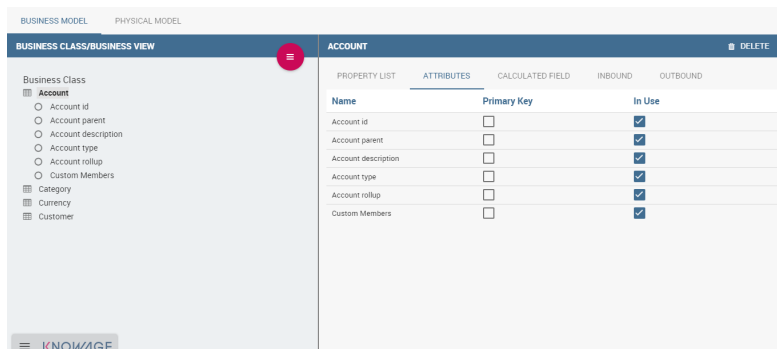 BUSINESS MODEL PHYSICAL MODEL
BUSINESS CLASS/BUSINESS VIEW
Business Class
Account
Account id
Account parent
Account description
Account type
Account rollup
Custom Members
Category
Currency
Customer
KNOWAGE
ACCOUNT DELETE
PROPERTY LIST ATTRIBUTES CALCULATED FIELD INBOUND OUTBOUND
Name Primary Key In Use
Account id
Account parent
Account description
Account type
Account rollup
Custom Members